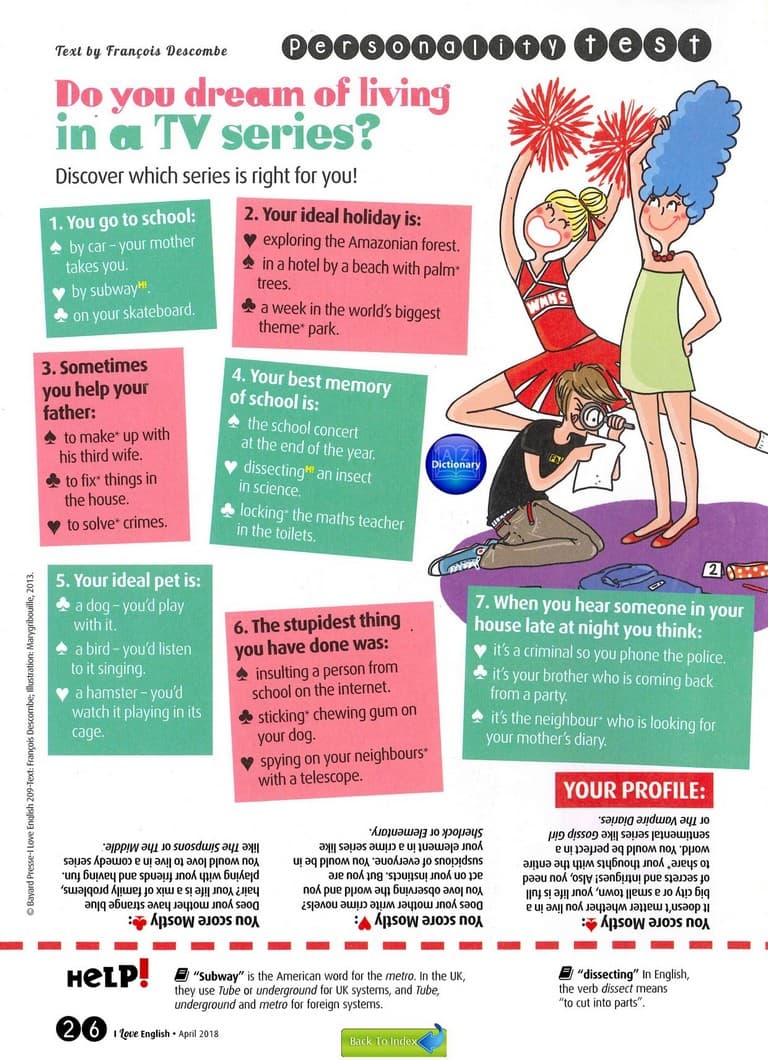 Text by François Descombe
personality test
Do you dream of living
in a TV series?
Discover which series is right for you!
1. You go to school:
♠ by car – your mother
takes you.
♥ by subwayH!.
♣ on your skateboard.
2. Your ideal holiday is:
♥ exploring the Amazonian forest.
♠ in a hotel by a beach with palm*
trees.
♣ a week in the world's biggest
theme* park.
WMHS
3. Sometimes
you help your
father:
♠ to make* up with
his third wife.
♣ to fix* things in
the house.
♥ to solve* crimes.
4. Your best memory
of school is:
♠ the school concert
at the end of the year.
♥ dissectingH! an insect
in science.
♣ locking* the maths teacher
in the toilets.
A Z
Dictionary
2
5. Your ideal pet is:
♣ a dog – you'd play
with it.
♠ a bird – you'd listen
to it singing.
♥ a hamster – you'd
watch it playing in its
cage.
6. The stupidest thing
you have done was:
♠ insulting a person from
school on the internet.
♣ sticking* chewing gum on
your dog.
♥ spying on your neighbours*
with a telescope.
7. When you hear someone in your
house late at night you think:
♥ it's a criminal so you phone the police.
♣ it's your brother who is coming back
from a party.
♠ it's the neighbour* who is looking for
your mother's diary.
YOUR PROFILE:
You score Mostly ♠:
It doesn't matter whether you live in a
big city or a small town, your life is full
of secrets and intrigues! Also, you need
to share* your thoughts with the entire
world. You would be perfect in a
sentimental series like Gossip Girl
or The Vampire Diaries.
You score Mostly ♥:
Does your mother write crime novels?
You love observing the world and you
act on your instincts. But you are
suspicious of everyone. You would be in
your element in a crime series like
Sherlock or Elementary.
You score Mostly ♣:
Does your mother have strange blue
hair? Your life is a mix of family problems,
playing with your friends and having fun.
You would love to live in a comedy series
like The Simpsons or The Middle.
© Bayard Presse-I Love English 209-Text: François Descombe; Illustration: Marygribouille, 2013.
HELP!
"Subway" is the American word for the metro. In the UK,
they use Tube or underground for UK systems, and Tube,
underground and metro for foreign systems.
"dissecting" In English,
the verb dissect means
"to cut into parts".
26 I Love English • April 2018
Back To Index